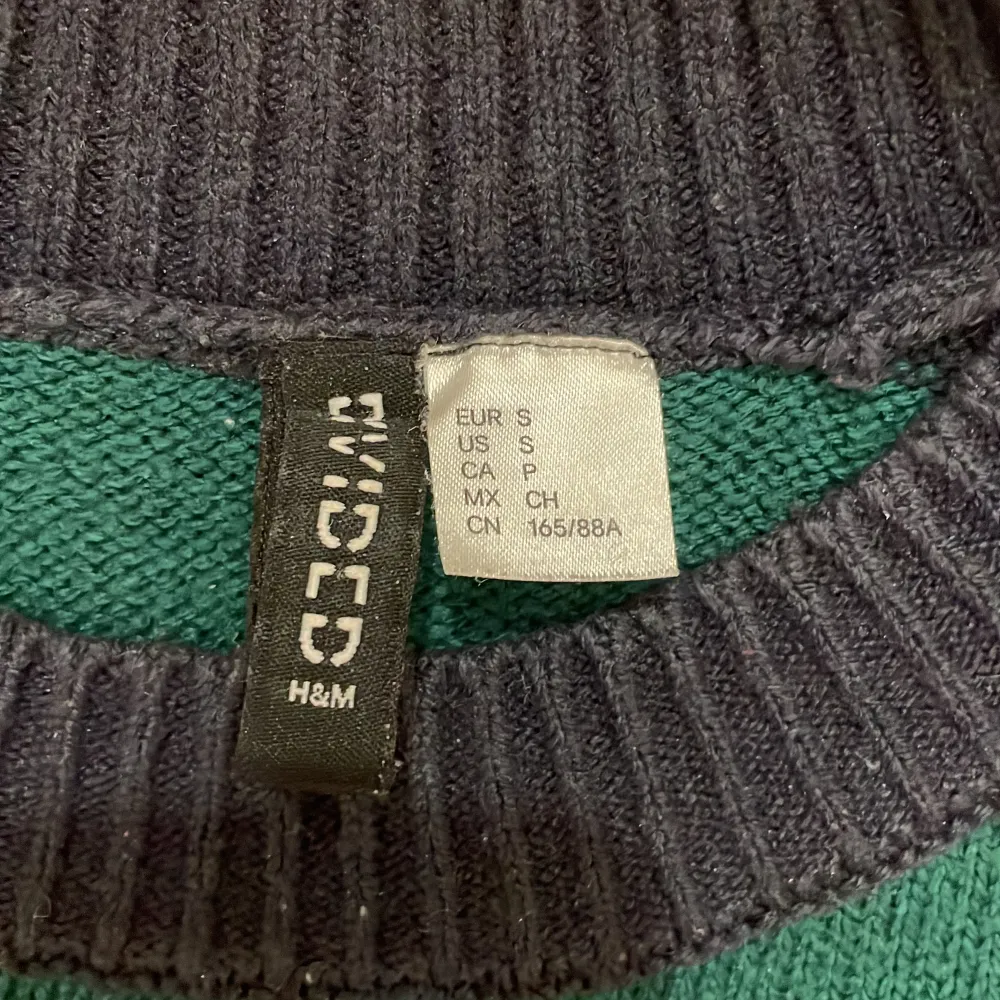 DIVIDED
H&M
EUR S
US S
CA P
MX CH
CN 165/88A